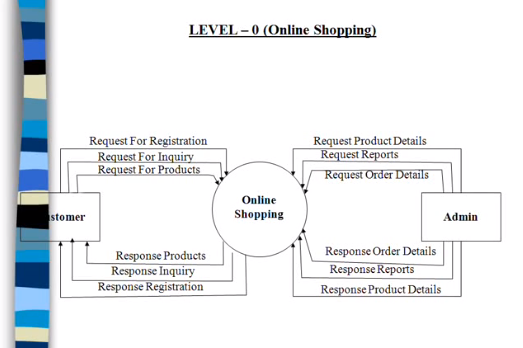 LEVEL – 0 (Online Shopping)
Request For Registration
Request For Inquiry
Request For Products
Request Product Details
Request Reports
Request Order Details
stomer
Online
Shopping
Admin
Response Products
Response Inquiry
Response Registration
Response Order Details
Response Reports
Response Product Details